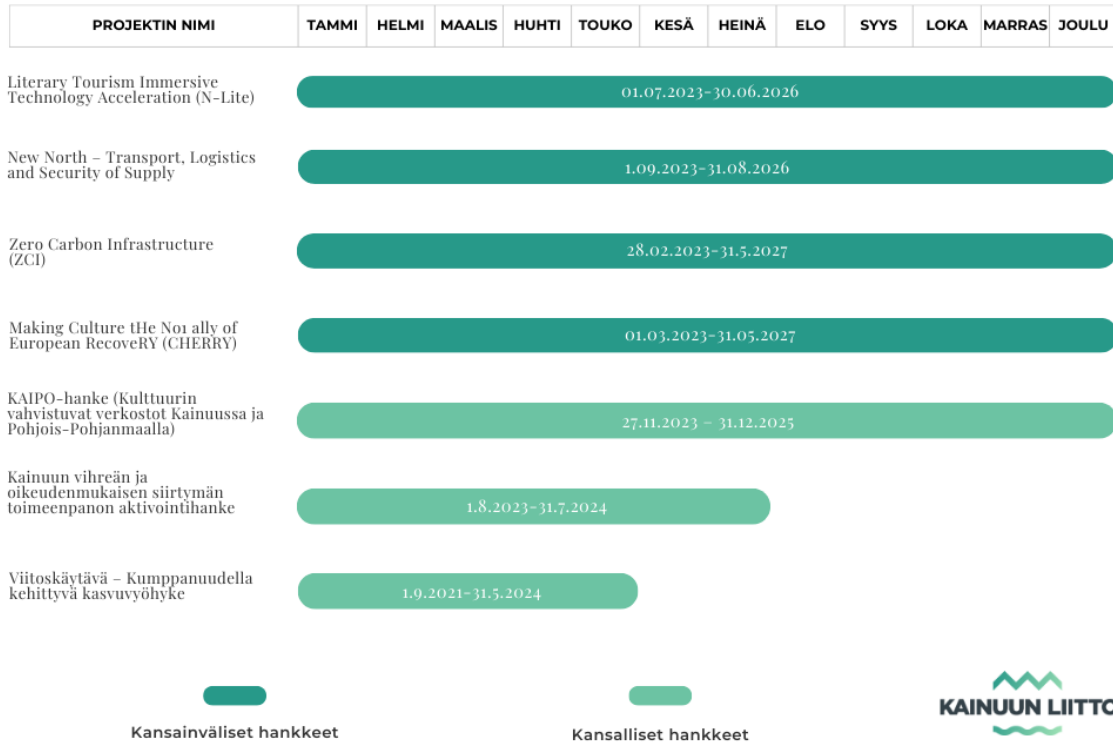 PROJEKTIN NIMI TAMMI HELMI MAALIS HUHTI TOUKO KESÄ HEINÄ ELO SYYS LOKA MARRAS JOULU
Literary Tourism Immersive
Technology Acceleration (N-Lite)
01.07.2023-30.06.2026
New North – Transport, Logistics
and Security of Supply
1.09.2023-31.08.2026
Zero Carbon Infrastructure
(ZCI)
28.02.2023-31.5.2027
Making Culture tHe No1 ally of
European RecoveRY (CHERRY)
01.03.2023-31.05.2027
KAIPO-hanke (Kulttuurin
vahvistuvat verkostot Kainuussa ja
Pohjois-Pohjanmaalla)
27.11.2023 – 31.12.2025
Kainuun vihreän ja
oikeudenmukaisen siirtymän
toimeenpanon aktivointihanke
1.8.2023-31.7.2024
Viitoskäytävä – Kumppanuudella
kehittyvä kasvuvyöhyke
1.9.2021-31.5.2024
Kansainväliset hankkeet
Kansalliset hankkeet
KAINUUN LIITTO